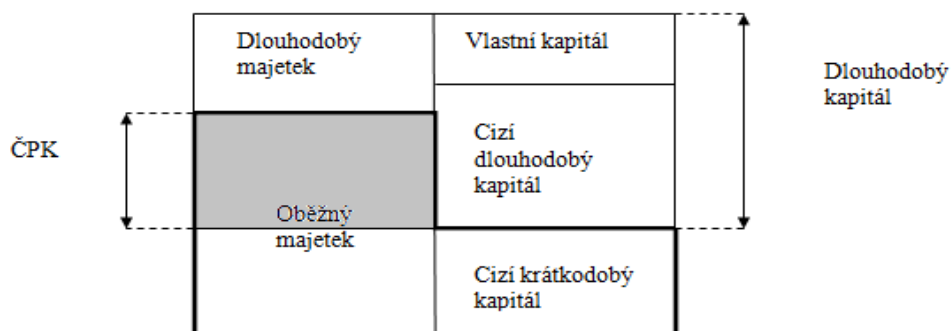 Dlouhodobý
majetek
Vlastní kapitál
Dlouhodobý
kapitál
ČPK
Cizí
dlouhodobý
kapitál
Oběžný
majetek
Cizí krátkodobý
kapitál